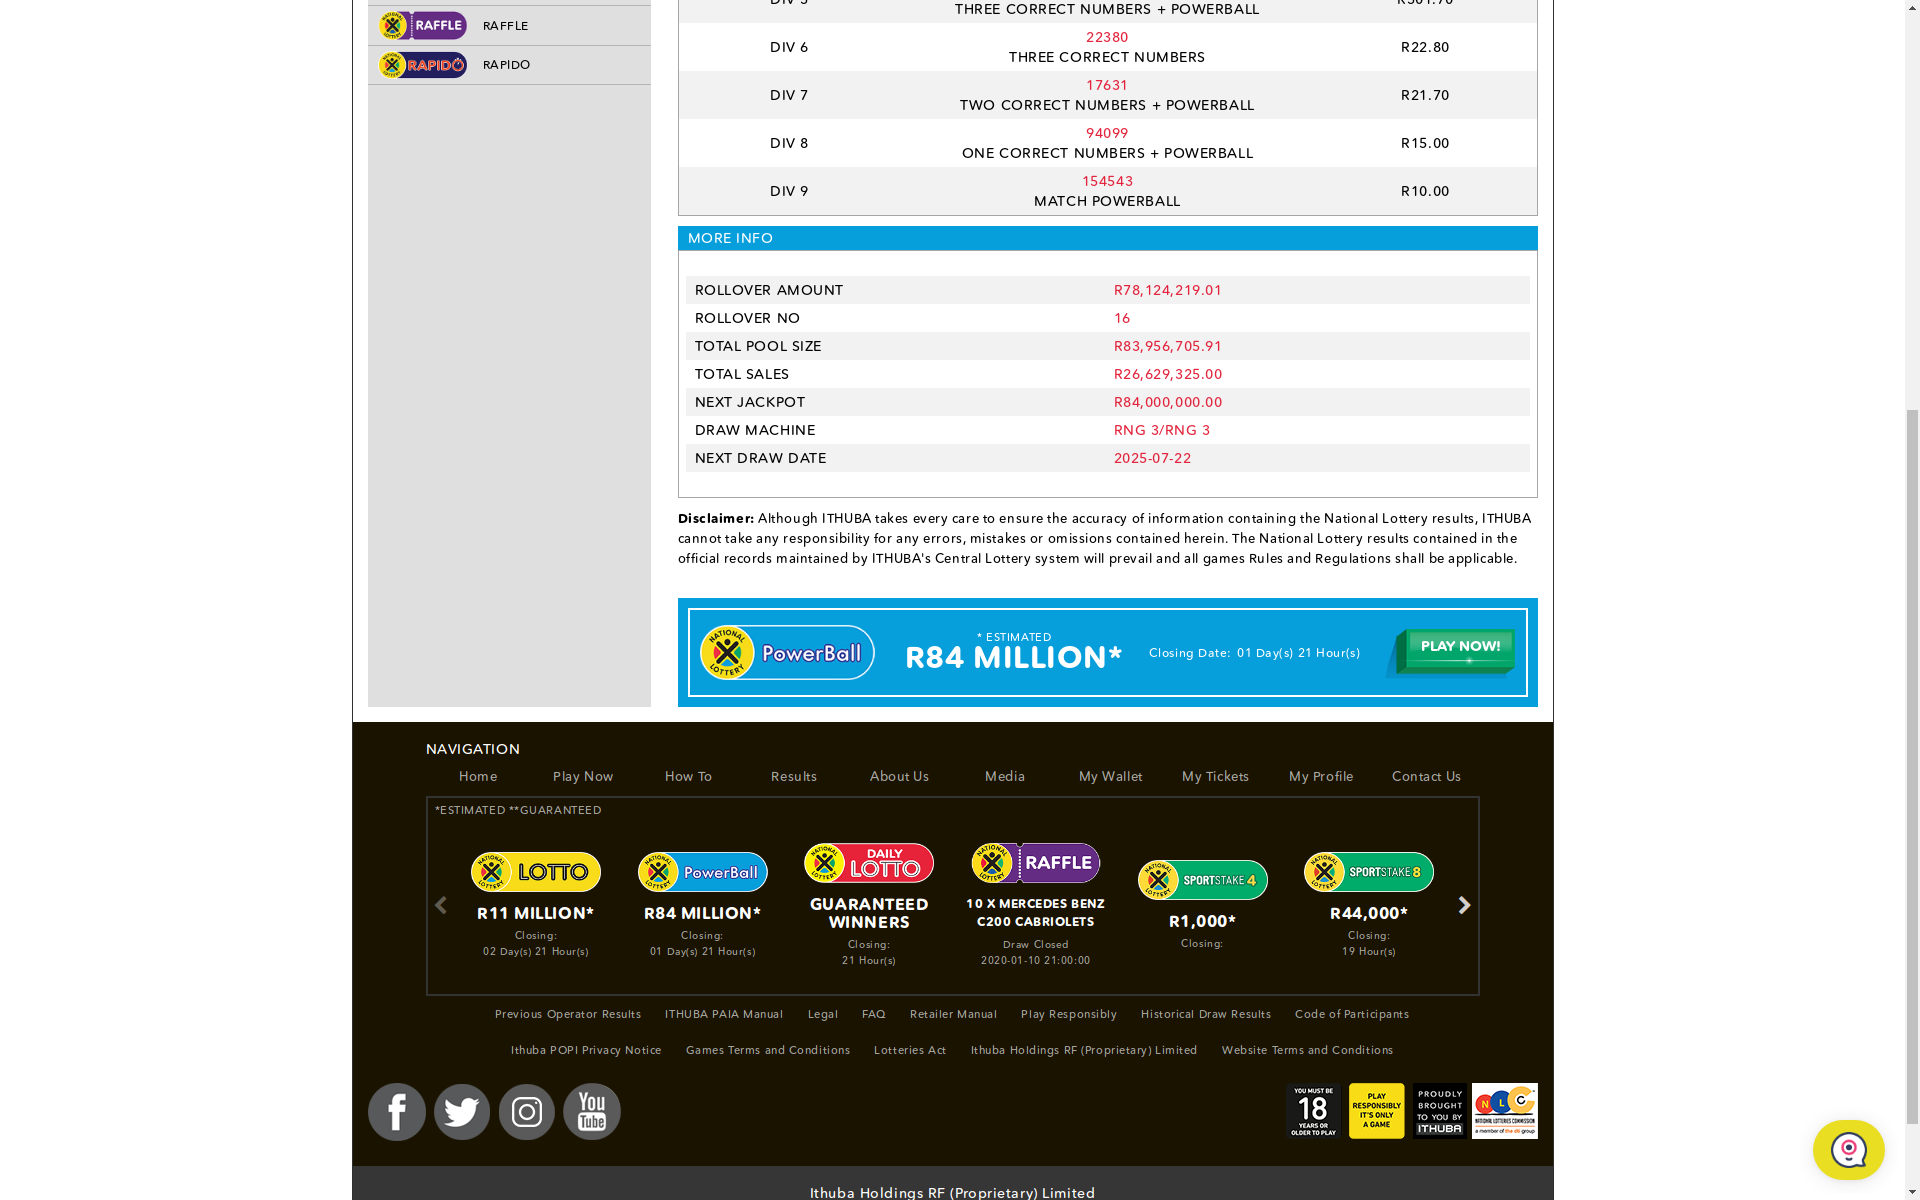 RAFFLE RAFFLE
RAPIDO RAPIDO
THREE CORRECT NUMBERS + POWERBALL
DIV 6 22380 THREE CORRECT NUMBERS R22.80
DIV 7 17631 TWO CORRECT NUMBERS + POWERBALL R21.70
DIV 8 94099 ONE CORRECT NUMBERS + POWERBALL R15.00
DIV 9 154543 MATCH POWERBALL R10.00
MORE INFO
ROLLOVER AMOUNT R78,124,219.01
ROLLOVER NO 16
TOTAL POOL SIZE R83,956,705.91
TOTAL SALES R26,629,325.00
NEXT JACKPOT R84,000,000.00
DRAW MACHINE RNG 3/RNG 3
NEXT DRAW DATE 2025-07-22
Disclaimer: Although ITHUBA takes every care to ensure the accuracy of information containing the National Lottery results, ITHUBA
cannot take any responsibility for any errors, mistakes or omissions contained herein. The National Lottery results contained in the
official records maintained by ITHUBA's Central Lottery system will prevail and all games Rules and Regulations shall be applicable.
NATIONAL LOTTERY PowerBall
* ESTIMATED
R84 MILLION*
Closing Date: 01 Day(s) 21 Hour(s)
PLAY NOW!
NAVIGATION
Home Play Now How To Results About Us Media My Wallet My Tickets My Profile Contact Us
*ESTIMATED **GUARANTEED
LOTTO
R11 MILLION*
Closing:
02 Day(s) 21 Hour(s)
PowerBall
R84 MILLION*
Closing:
01 Day(s) 21 Hour(s)
DAILY LOTTO
GUARANTEED
WINNERS
Closing:
21 Hour(s)
RAFFLE
10 X MERCEDES BENZ
C200 CABRIOLETS
Draw Closed
2020-01-10 21:00:00
SPORTSTAKE 4
R1,000*
Closing:
SPORTSTAKE 8
R44,000*
Closing:
19 Hour(s)
Previous Operator Results ITHUBA PAIA Manual Legal FAQ Retailer Manual Play Responsibly Historical Draw Results Code of Participants
Ithuba POPI Privacy Notice Games Terms and Conditions Lotteries Act Ithuba Holdings RF (Proprietary) Limited Website Terms and Conditions
You
Tube
YOU MUST BE
18
YEARS OR
OLDER TO PLAY
PLAY
RESPONSIBLY
IT'S ONLY
A GAME
PROUDLY
BROUGHT
TO YOU BY
ITHUBA
NLC
NATIONAL LOTTERIES COMMISSION
a member of the dti group
Ithuba Holdings RF (Proprietary) Limited